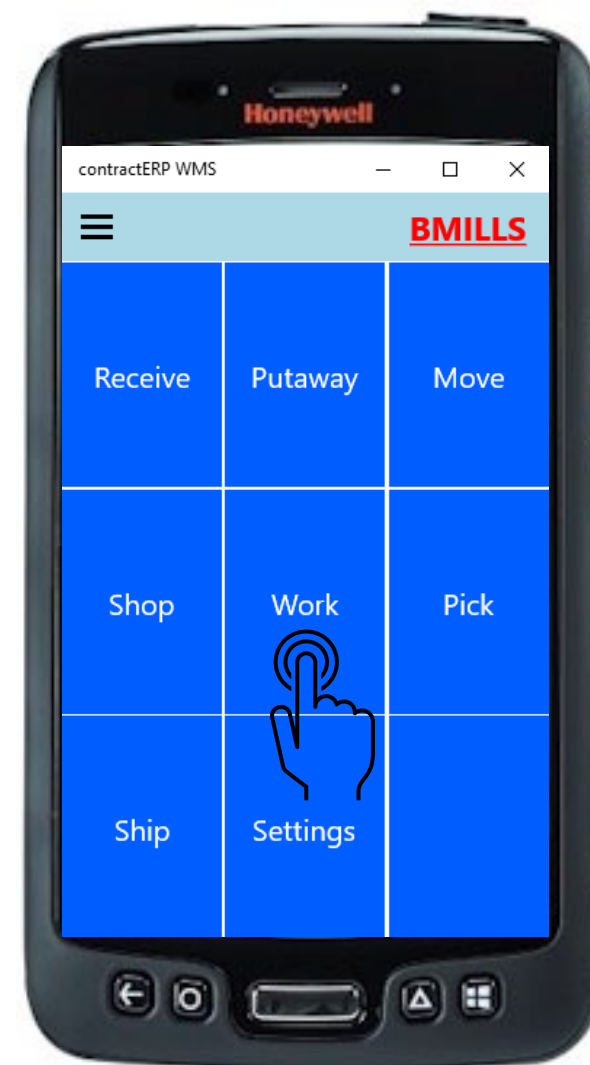 Honeywell
contractERP WMS
BMILLS
Receive Putaway Move
Shop Work Pick
Ship Settings